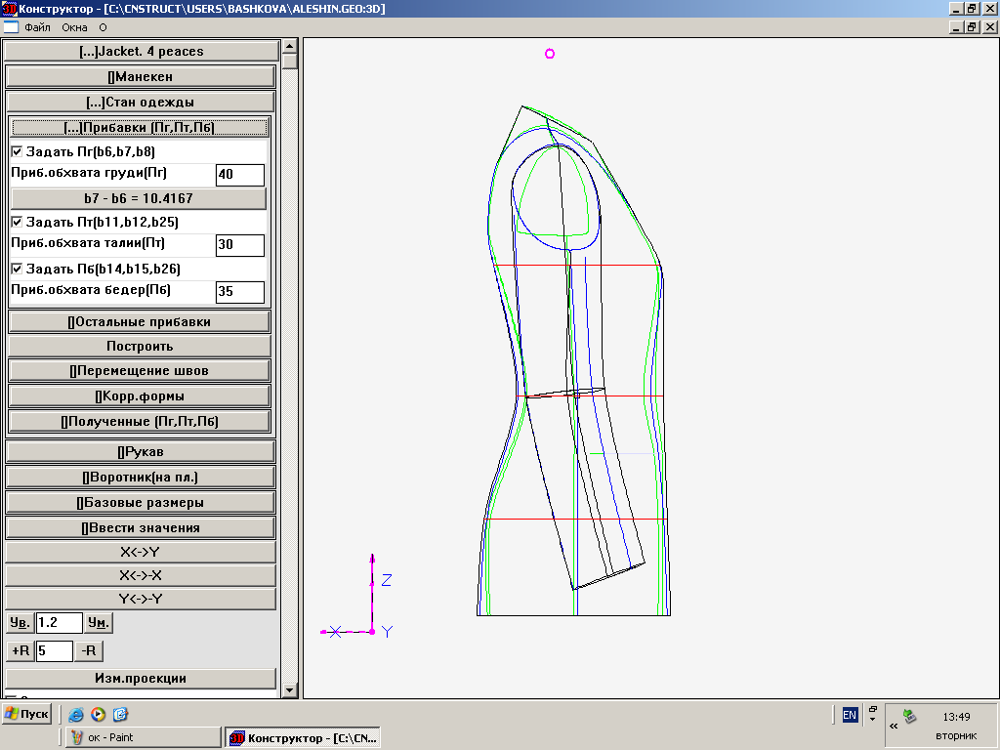 Конструктор - [C:\CNSTRUCT\USERS\BASHKOVA\ALESHIN.GEO:3D]
Файл Окна О
[...]Jacket. 4 peaces
[]Манекен
[...]Стан одежды
[...]Прибавки (Пг,Пт,Пб)
Задать Пг(b6,b7,b8)
Приб.обхвата груди(Пг) 40
b7 - b6 = 10.4167
Задать Пт(b11,b12,b25)
Приб.обхвата талии(Пт) 30
Задать Пб(b14,b15,b26)
Приб.обхвата бедер(Пб) 35
[]Остальные прибавки
Построить
[]Перемещение швов
[]Корр.формы
[]Полученные (Пг,Пт,Пб)
[]Рукав
[]Воротник(на пл.)
[]Базовые размеры
[]Ввести значения
X<->Y
X<->-X
Y<->-Y
Ув. 1.2 Ум.
+R 5 -R
Изм.проекции
Z
X Y
Пуск
EN
13:49
вторник
ок - Paint
Конструктор - [C:\CN...